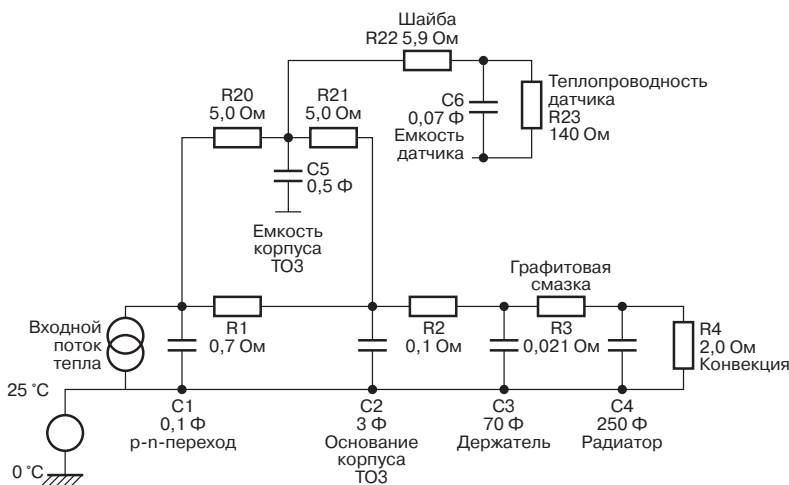 Шайба
R22 5,9 Ом
R20
5,0 Ом
R21
5,0 Ом
C6
0,07 Ф
Емкость
датчика
Теплопроводность
датчика
R23
140 Ом
C5
0,5 Ф
Емкость
корпуса
ТО3
Графитовая
смазка
Входной
поток
тепла
R1
0,7 Ом
R2
0,1 Ом
R3
0,021 Ом
R4
2,0 Ом
Конвекция
25 °C
0 °C
C1
0,1 Ф
p-n-переход
C2
3 Ф
Основание
корпуса
ТО3
C3
70 Ф
Держатель
C4
250 Ф
Радиатор